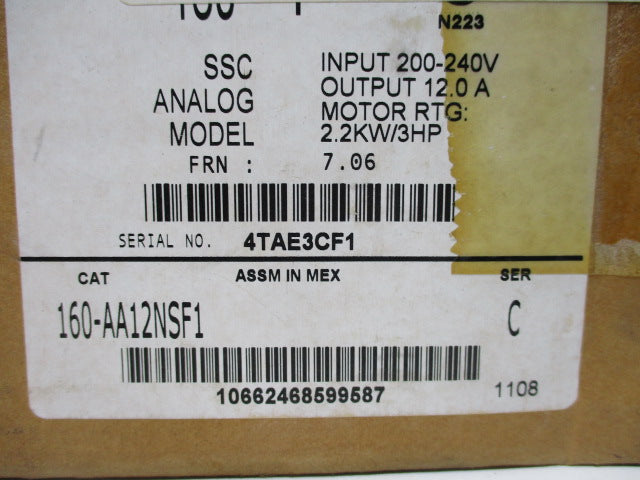 N223
SSC INPUT 200-240V
ANALOG OUTPUT 12.0 A
MODEL MOTOR RTG:
2.2KW/3HP
FRN : 7.06
SERIAL NO. 4TAE3CF1
CAT ASSM IN MEX SER
160-AA12NSF1 C
10662468599587 1108